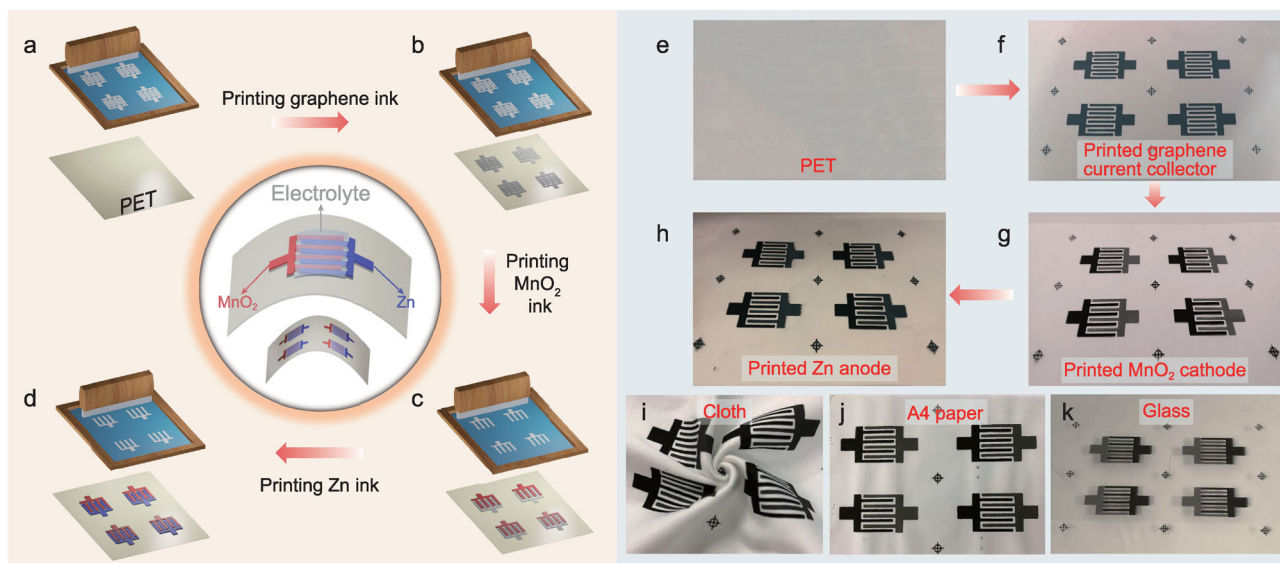 a
b
Printing graphene ink
PET
Electrolyte
MnO₂
Zn
Printing
MnO₂
ink
d
c
Printing Zn ink
e
f
PET
Printed graphene
current collector
h
g
Printed Zn anode
Printed MnO₂ cathode
i
Cloth
j
A4 paper
k
Glass